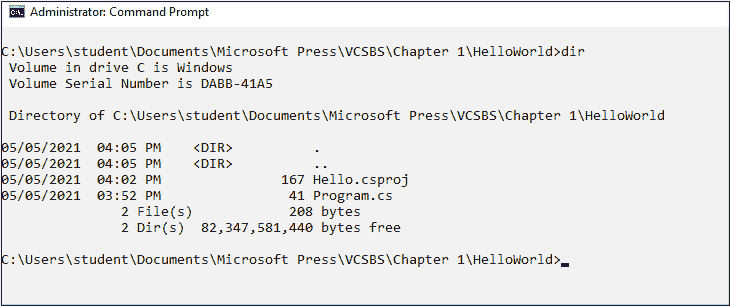 Administrator: Command Prompt
C:\Users\student\Documents\Microsoft Press\VCSBS\Chapter 1\HelloWorld>dir
 Volume in drive C is Windows
 Volume Serial Number is DABB-41A5
 Directory of C:\Users\student\Documents\Microsoft Press\VCSBS\Chapter 1\HelloWorld
05/05/2021  04:05 PM    <DIR>          .
05/05/2021  04:05 PM    <DIR>          ..
05/05/2021  04:02 PM               167 Hello.csproj
05/05/2021  03:52 PM                41 Program.cs
               2 File(s)            208 bytes
               2 Dir(s)  82,347,581,440 bytes free
C:\Users\student\Documents\Microsoft Press\VCSBS\Chapter 1\HelloWorld>